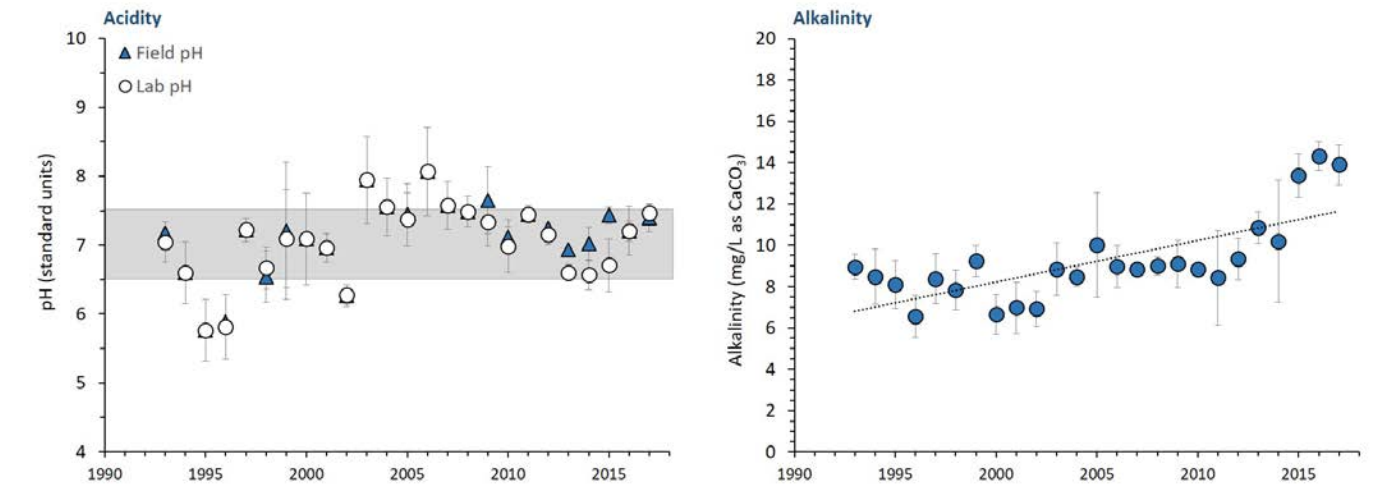 Acidity
10
9
8
7
6
5
4
pH (standard units)
Field pH
Lab pH
1990 1995 2000 2005 2010 2015
Alkalinity
20
18
16
14
12
10
8
6
4
2
0
Alkalinity (mg/L as CaCO₃)
1990 1995 2000 2005 2010 2015